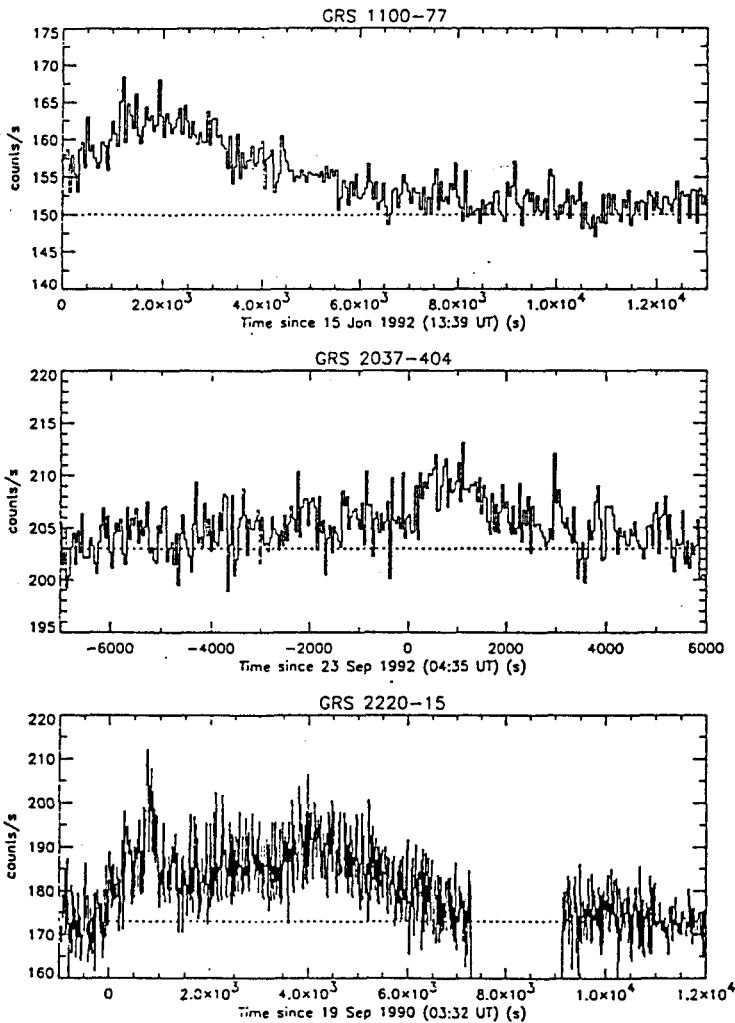 GRS 1100-77
175
170
165
160
155
150
145
140
counts/s
0 2.0×10³ 4.0×10³ 6.0×10³ 8.0×10³ 1.0×10⁴ 1.2×10⁴
Time since 15 Jan 1992 (13:39 UT) (s)
GRS 2037-404
220
215
210
205
200
195
counts/s
-6000 -4000 -2000 0 2000 4000 6000
Time since 23 Sep 1992 (04:35 UT) (s)
GRS 2220-15
220
210
200
190
180
170
160
counts/s
0 2.0×10³ 4.0×10³ 6.0×10³ 8.0×10³ 1.0×10⁴ 1.2×10⁴
Time since 19 Sep 1990 (03:32 UT) (s)